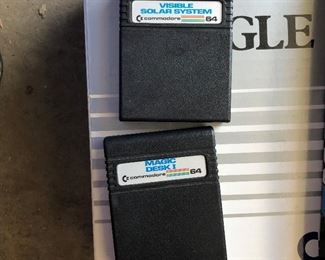 VISIBLE
SOLAR SYSTEM
commodore 64
GLE
MAGIC
DESK I
commodore 64